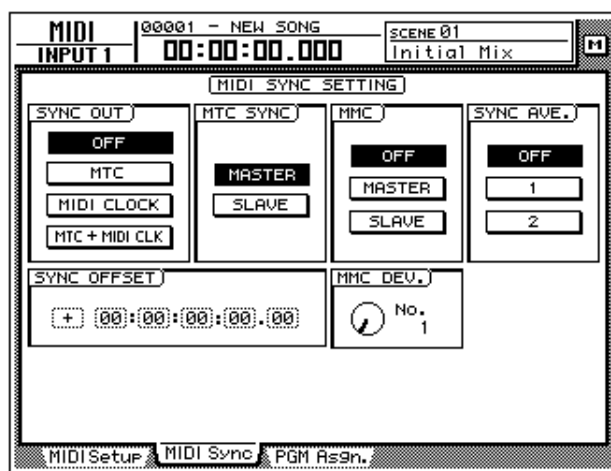 MIDI
INPUT 1
00001 - NEW SONG
00:00:00.000
SCENE 01
Initial Mix
M
MIDI SYNC SETTING
SYNC OUT
OFF
MTC
MIDI CLOCK
MTC + MIDI CLK
MTC SYNC
MASTER
SLAVE
MMC
OFF
MASTER
SLAVE
SYNC AVE.
OFF
1
2
SYNC OFFSET
+ 00:00:00:00.00
MMC DEV.
No.
1
MIDI Setup
MIDI Sync
PGM Asgn.